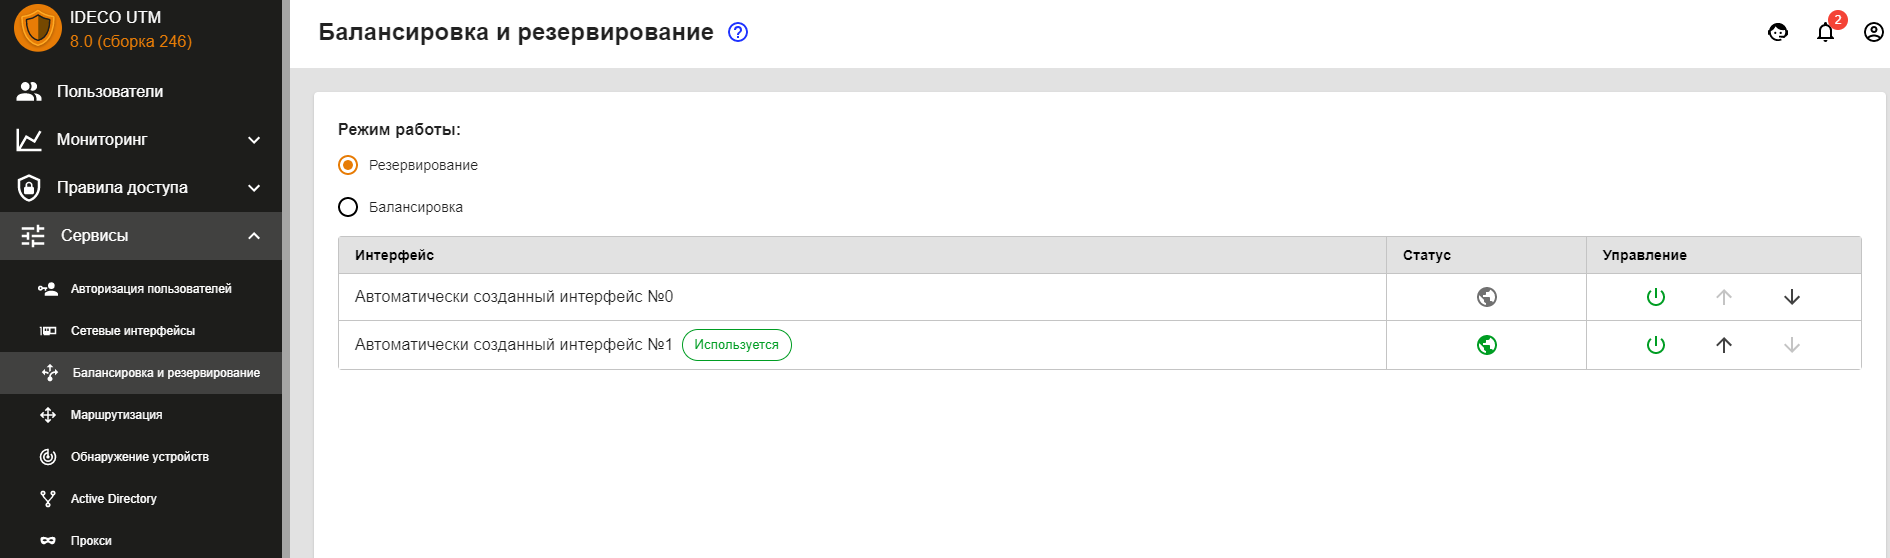 IDECO UTM
8.0 (сборка 246)
Пользователи
Мониторинг
Правила доступа
Сервисы
Авторизация пользователей
Сетевые интерфейсы
Балансировка и резервирование
Маршрутизация
Обнаружение устройств
Active Directory
Прокси
Балансировка и резервирование ?
2
Режим работы:
Резервирование
Балансировка
Интерфейс Статус Управление
Автоматически созданный интерфейс №0
Автоматически созданный интерфейс №1 Используется